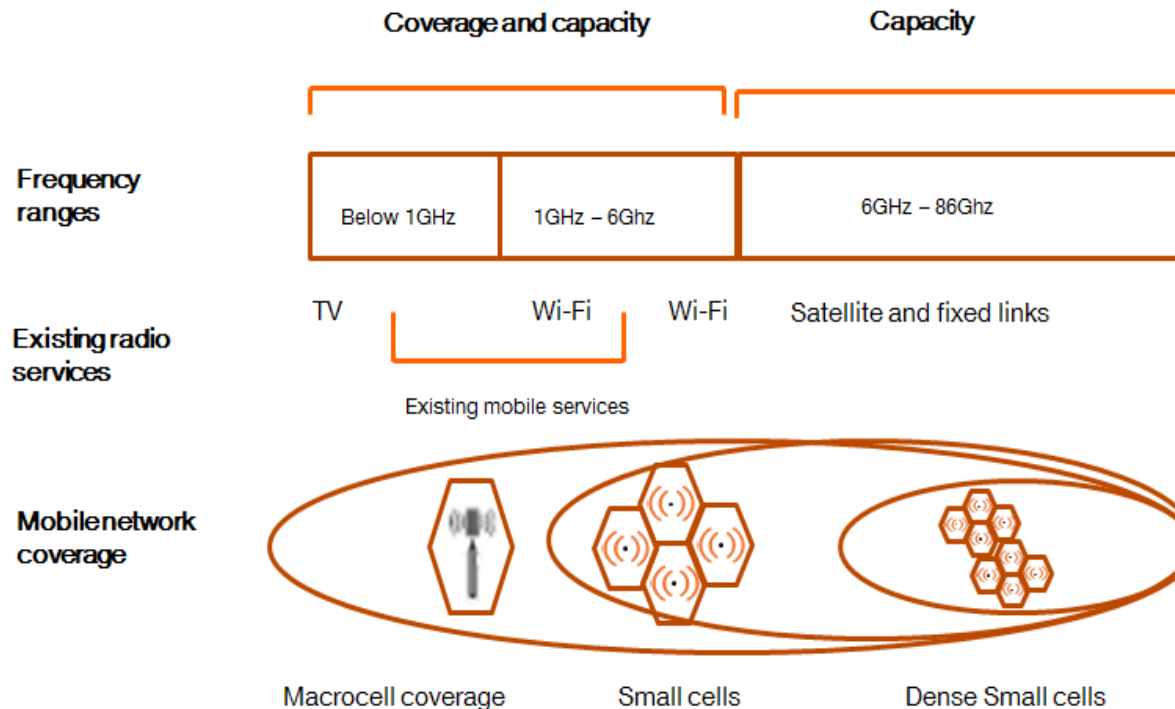 Coverage and capacity
Capacity
Frequency
ranges
Below 1GHz
1GHz – 6Ghz
6GHz – 86Ghz
TV
Wi-Fi
Wi-Fi
Satellite and fixed links
Existing radio
services
Existing mobile services
Mobile network
coverage
Macrocell coverage
Small cells
Dense Small cells